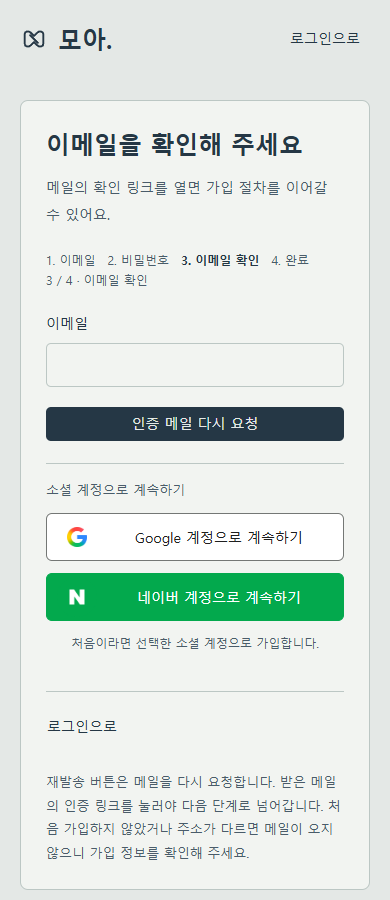 모아.
로그인으로
이메일을 확인해 주세요
메일의 확인 링크를 열면 가입 절차를 이어갈
수 있어요.
1. 이메일 2. 비밀번호 3. 이메일 확인 4. 완료
3 / 4 · 이메일 확인
이메일
인증 메일 다시 요청
소셜 계정으로 계속하기
Google 계정으로 계속하기
네이버 계정으로 계속하기
처음이라면 선택한 소셜 계정으로 가입합니다.
로그인으로
재발송 버튼은 메일을 다시 요청합니다. 받은 메일
의 인증 링크를 눌러야 다음 단계로 넘어갑니다. 처
음 가입하지 않았거나 주소가 다르면 메일이 오지
않으니 가입 정보를 확인해 주세요.